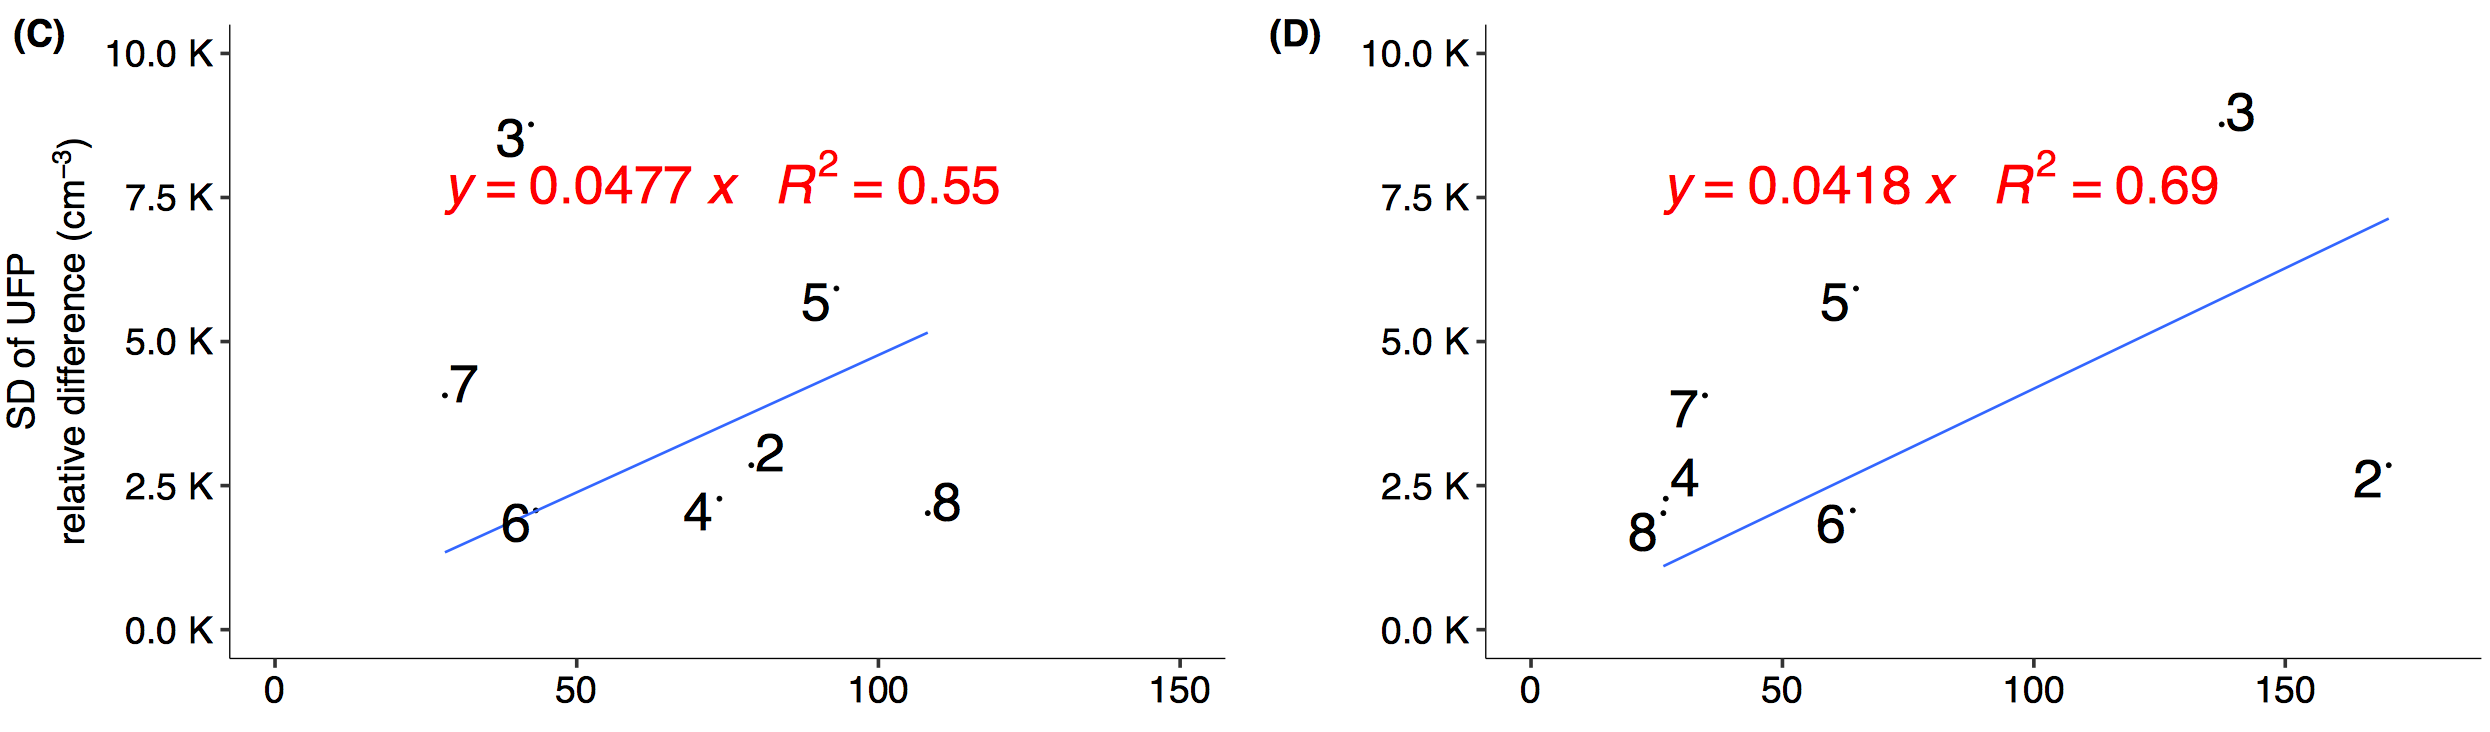 (C)
SD of UFP
relative difference (cm⁻³)
10.0 K
7.5 K
5.0 K
2.5 K
0.0 K
3
y = 0.0477 x R² = 0.55
5
7
2
4
8
6
0 50 100 150
(D)
10.0 K
7.5 K
5.0 K
2.5 K
0.0 K
3
y = 0.0418 x R² = 0.69
5
7
4
2
8
6
0 50 100 150